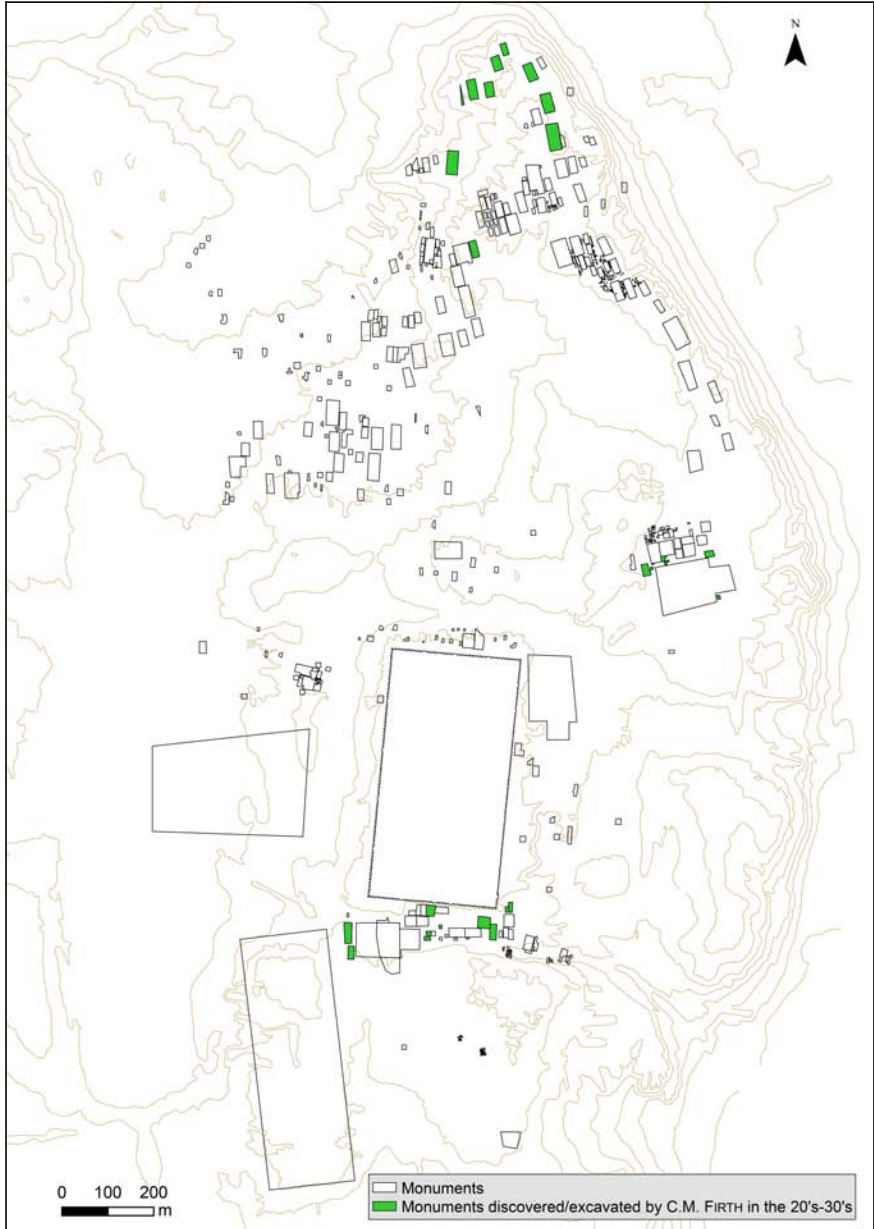 N
0 100 200
m
Monuments
Monuments discovered/excavated by C.M. FIRTH in the 20's-30's